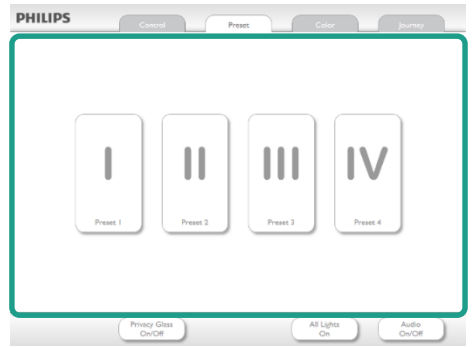 PHILIPS
Control Preset Color Journey
I II III IV
Preset 1 Preset 2 Preset 3 Preset 4
Privacy Glass All Lights Audio
On/Off On On/Off